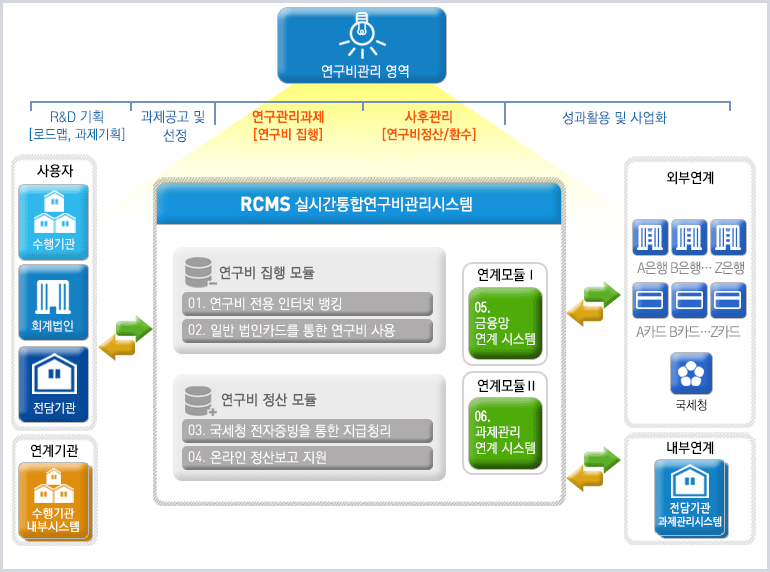 연구비관리 영역
R&D 기획
[로드맵, 과제기획]
과제공고 및
선정
연구관리과제
[연구비 집행]
사후관리
[연구비정산/환수]
성과활용 및 사업화
사용자
수행기관
회계법인
전담기관
연계기관
수행기관
내부시스템
RCMS 실시간통합연구비관리시스템
연구비 집행 모듈
01. 연구비 전용 인터넷 뱅킹
02. 일반 법인카드를 통한 연구비 사용
연구비 정산 모듈
03. 국세청 전자증빙을 통한 지급청리
04. 온라인 정산보고 지원
연계모듈 I
05.
금융망
연계 시스템
연계모듈 II
06.
과제관리
연계 시스템
외부연계
A은행 B은행… Z은행
A카드 B카드…Z카드
국세청
내부연계
전담기관
과제관리시스템